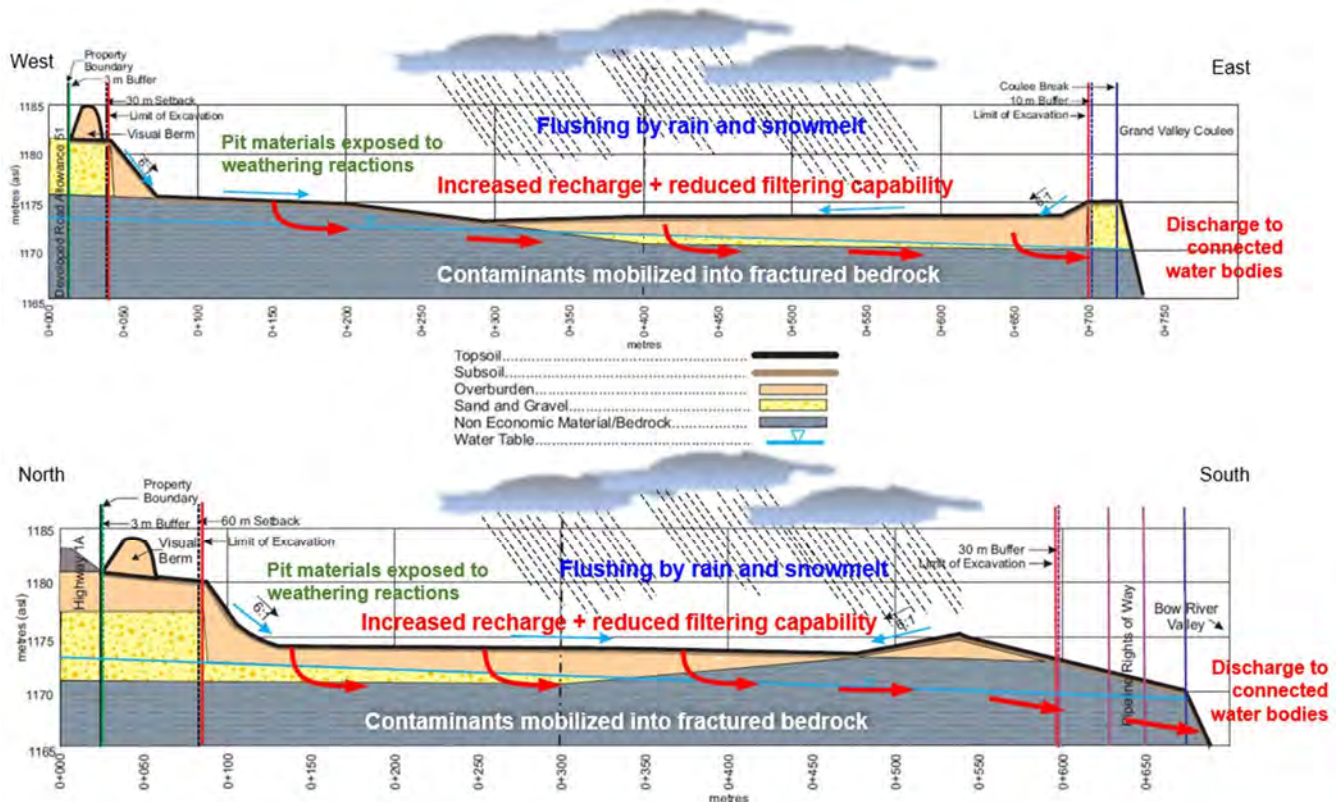 West
Property
Boundary
3 m Buffer
30 m Setback
Limit of Excavation
Visual Berm
Developed Road Allowance 51
6:1
Pit materials exposed to
weathering reactions
Flushing by rain and snowmelt
Increased recharge + reduced filtering capability
Contaminants mobilized into fractured bedrock
East
Coulee Break
10 m Buffer
Limit of Excavation
Grand Valley Coulee
Discharge to
connected
water bodies
metres (asl)
1185
1180
1175
1170
1165
0+000
0+050
0+100
0+150
0+200
0+250
0+300
0+350
0+400
0+450
0+500
0+550
0+600
0+650
0+700
0+750
metres
Topsoil
Subsoil
Overburden
Sand and Gravel
Non Economic Material/Bedrock
Water Table
North
Property
Boundary
3 m Buffer
60 m Setback
Limit of Excavation
Visual
Berm
Highway 1A
6:1
Pit materials exposed to
weathering reactions
Flushing by rain and snowmelt
Increased recharge + reduced filtering capability
Contaminants mobilized into fractured bedrock
South
30 m Buffer
Limit of Excavation
Pipeline Rights of Way
Bow River
Valley
Discharge to
connected
water bodies
metres (asl)
1185
1180
1175
1170
1165
0+000
0+050
0+100
0+150
0+200
0+250
0+300
0+350
0+400
0+450
0+500
0+550
0+600
0+650
metres